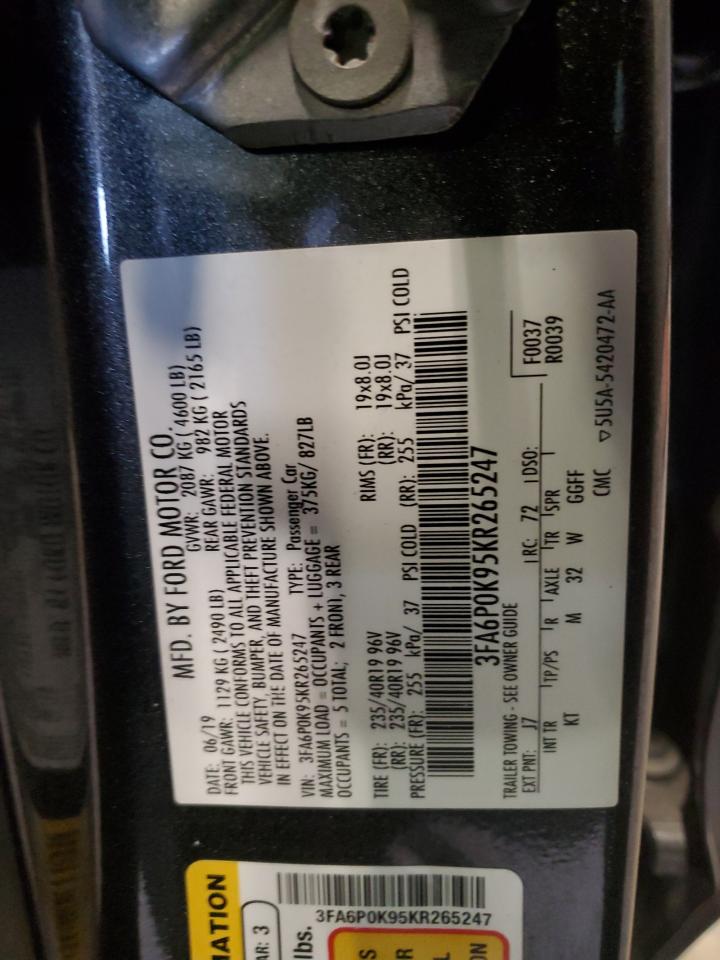 MFD. BY FORD MOTOR CO.
DATE: 06/19 GVWR: 2087 KG ( 4600 LB)
FRONT GAWR: 1129 KG ( 2490 LB) REAR GAWR: 982 KG ( 2165 LB)
THIS VEHICLE CONFORMS TO ALL APPLICABLE FEDERAL MOTOR
VEHICLE SAFETY, BUMPER, AND THEFT PREVENTION STANDARDS
IN EFFECT ON THE DATE OF MANUFACTURE SHOWN ABOVE.
VIN: 3FA6P0K95KR265247 TYPE: Passenger Car
MAXIMUM LOAD = OCCUPANTS + LUGGAGE = 375KG/ 827LB
OCCUPANTS = 5 TOTAL; 2 FRONT, 3 REAR
TIRE (FR): 235/40R19 96V RIMS (FR): 19x8.0J
(RR): 235/40R19 96V (RR): 19x8.0J
PRESSURE (FR): 255 kPa/ 37 PSI COLD (RR): 255 kPa/ 37 PSI COLD
3FA6P0K95KR265247
TRAILER TOWING - SEE OWNER GUIDE F0037
EXT PNT: J7 RC: 72 DSO: R0039
INT TR TP/PS R AXLE TR SPR
KT M 32 W GGFF
CMC ▽5U5A-5420472-AA
MATION
AR: 3
lbs.
3FA6P0K95KR265247
S
R
L
ON